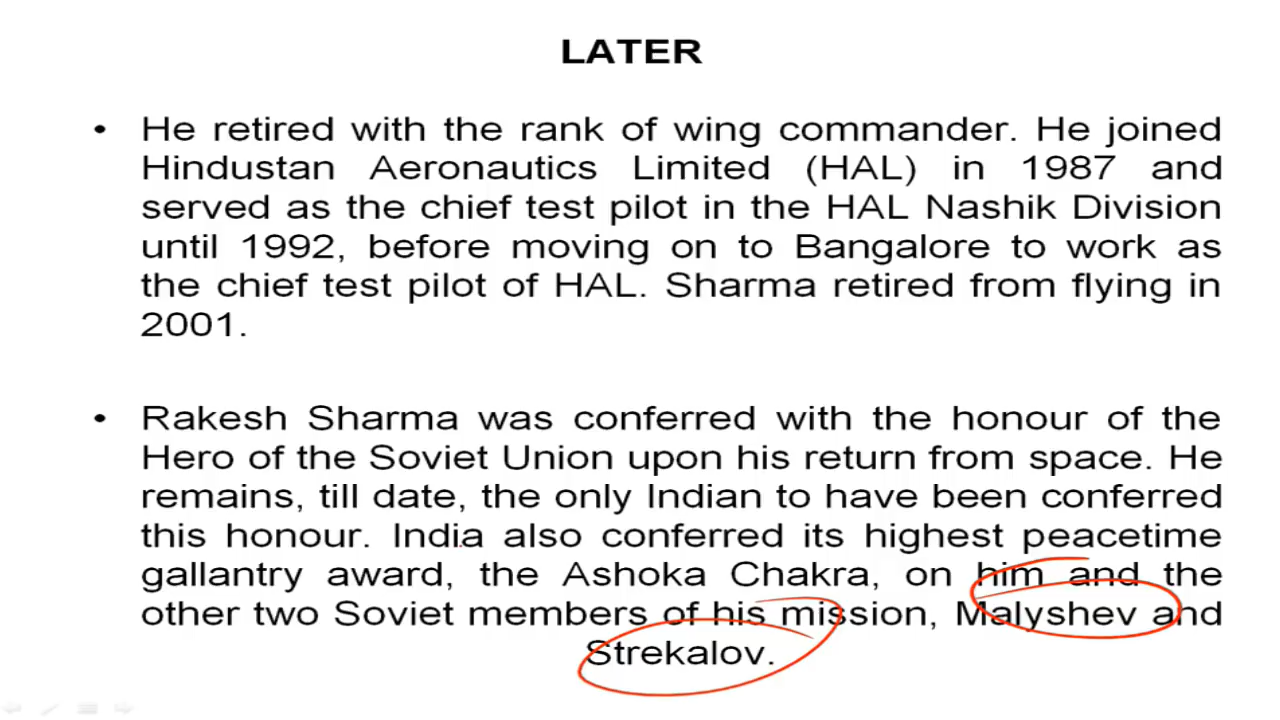 LATER
• He retired with the rank of wing commander. He joined
Hindustan Aeronautics Limited (HAL) in 1987 and
served as the chief test pilot in the HAL Nashik Division
until 1992, before moving on to Bangalore to work as
the chief test pilot of HAL. Sharma retired from flying in
2001.
• Rakesh Sharma was conferred with the honour of the
Hero of the Soviet Union upon his return from space. He
remains, till date, the only Indian to have been conferred
this honour. India also conferred its highest peacetime
gallantry award, the Ashoka Chakra, on him and the
other two Soviet members of his mission, Malyshev and
Strekalov.